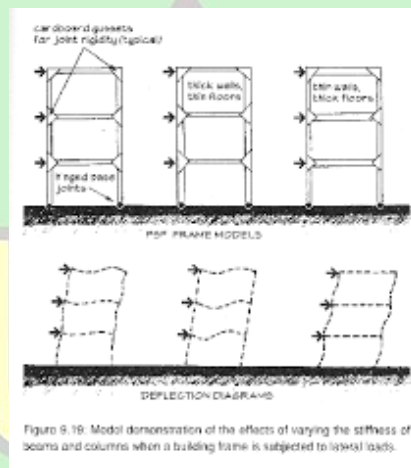 cardboard gussets
for joint rigidity (typical)
thick walls,
thin floors
thin walls,
thick floors
hinged base
joints
FRAME MODELS
DEFLECTION DIAGRAMS
Figure 9.19: Model demonstration of the effects of varying the stiffness of
beams and columns when a building frame is subjected to lateral loads.